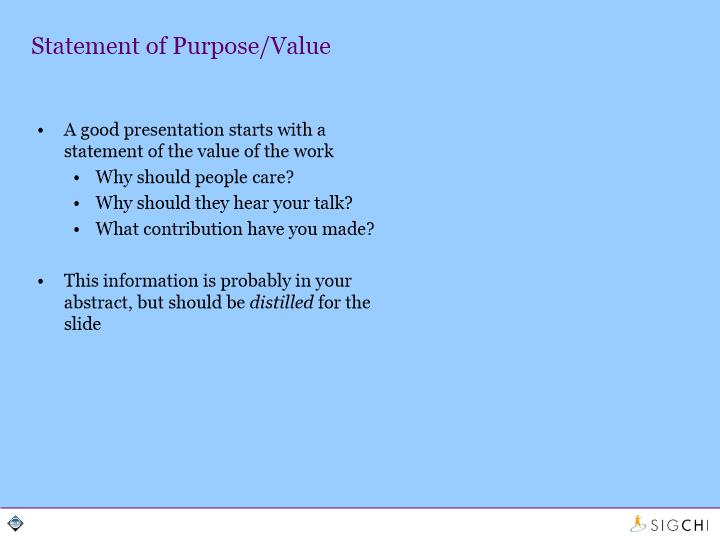 Statement of Purpose/Value
• A good presentation starts with a
statement of the value of the work
• Why should people care?
• Why should they hear your talk?
• What contribution have you made?
• This information is probably in your
abstract, but should be distilled for the
slide
SIGCHI